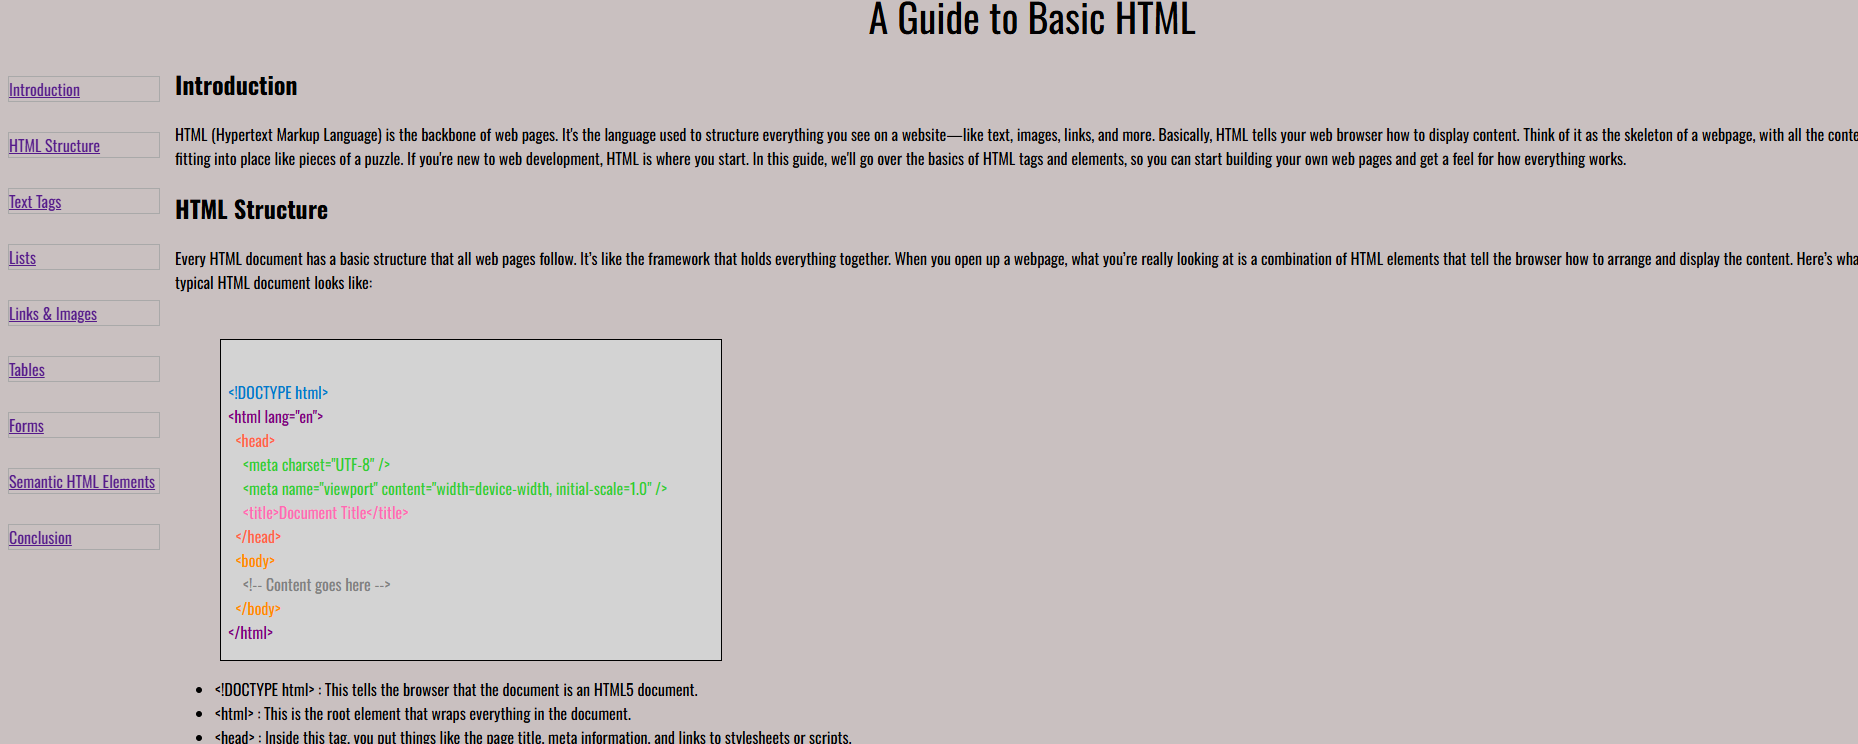 A Guide to Basic HTML
Introduction
HTML Structure
Text Tags
Lists
Links & Images
Tables
Forms
Semantic HTML Elements
Conclusion
Introduction
HTML (Hypertext Markup Language) is the backbone of web pages. It's the language used to structure everything you see on a website—like text, images, links, and more. Basically, HTML tells your web browser how to display content. Think of it as the skeleton of a webpage, with all the
fitting into place like pieces of a puzzle. If you're new to web development, HTML is where you start. In this guide, we'll go over the basics of HTML tags and elements, so you can start building your own web pages and get a feel for how everything works.
HTML Structure
Every HTML document has a basic structure that all web pages follow. It’s like the framework that holds everything together. When you open up a webpage, what you’re really looking at is a combination of HTML elements that tell the browser how to arrange and display the content. Here’s
typical HTML document looks like:
<!DOCTYPE html>
<html lang="en">
<head>
<meta charset="UTF-8" />
<meta name="viewport" content="width=device-width, initial-scale=1.0" />
<title>Document Title</title>
</head>
<body>
<!-- Content goes here -->
</body>
</html>
• <!DOCTYPE html> : This tells the browser that the document is an HTML5 document.
• <html> : This is the root element that wraps everything in the document.
• <head> : Inside this tag, you put things like the page title, meta information, and links to stylesheets or scripts.